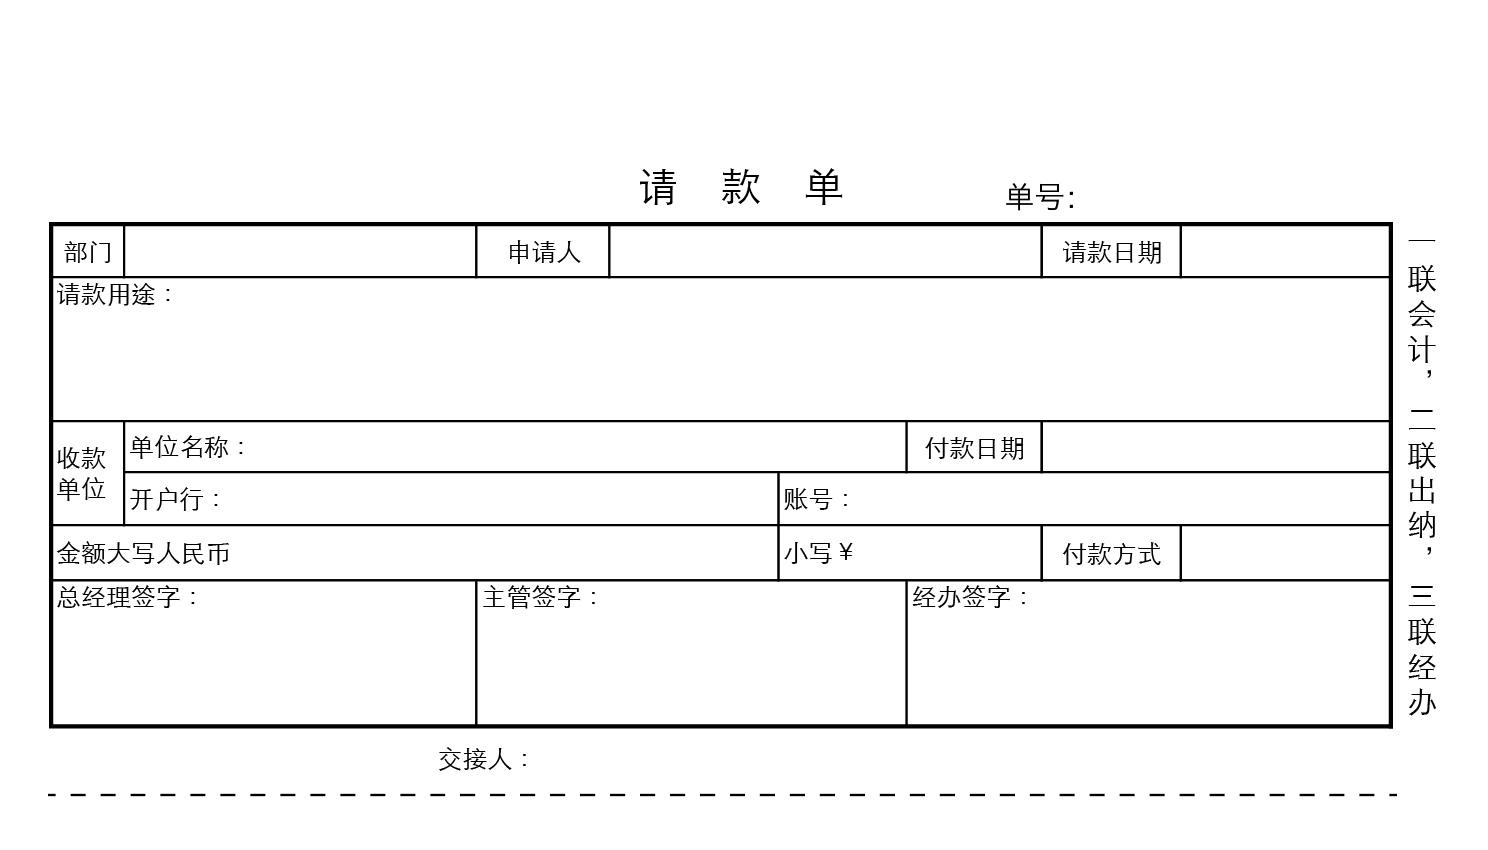 请 款 单
单号:
部门 申请人 请款日期
请款用途：
收款
单位
单位名称： 付款日期
开户行： 账号：
金额大写人民币 小写￥ 付款方式
总经理签字： 主管签字： 经办签字：
交接人：
一联会计，二联出纳，三联经办